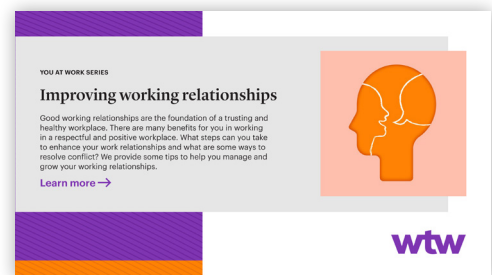 YOU AT WORK SERIES
Improving working relationships
Good working relationships are the foundation of a trusting and
healthy workplace. There are many benefits for you in working
in a respectful and positive workplace. What steps can you take
to enhance your work relationships and what are some ways to
resolve conflict? We provide some tips to help you manage and
grow your working relationships.
Learn more →
wtw